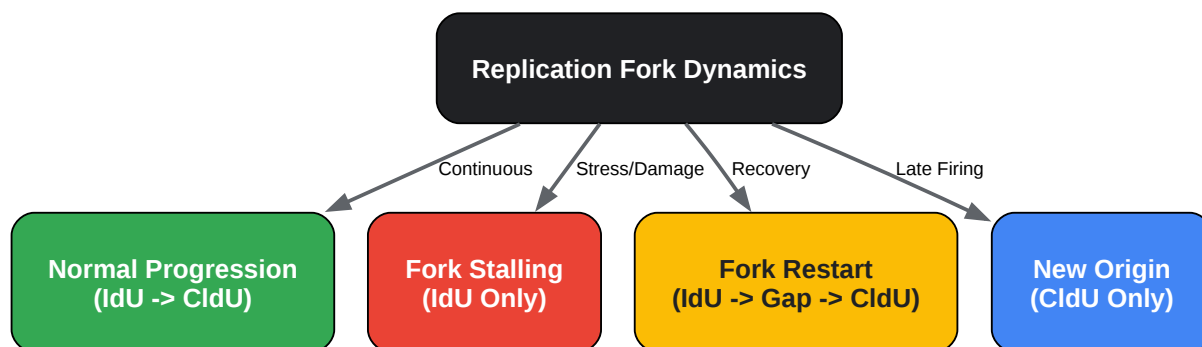 Replication Fork Dynamics
Continuous
Stress/Damage
Recovery
Late Firing
Normal Progression
(IdU -> CldU)
Fork Stalling
(IdU Only)
Fork Restart
(IdU -> Gap -> CldU)
New Origin
(CldU Only)